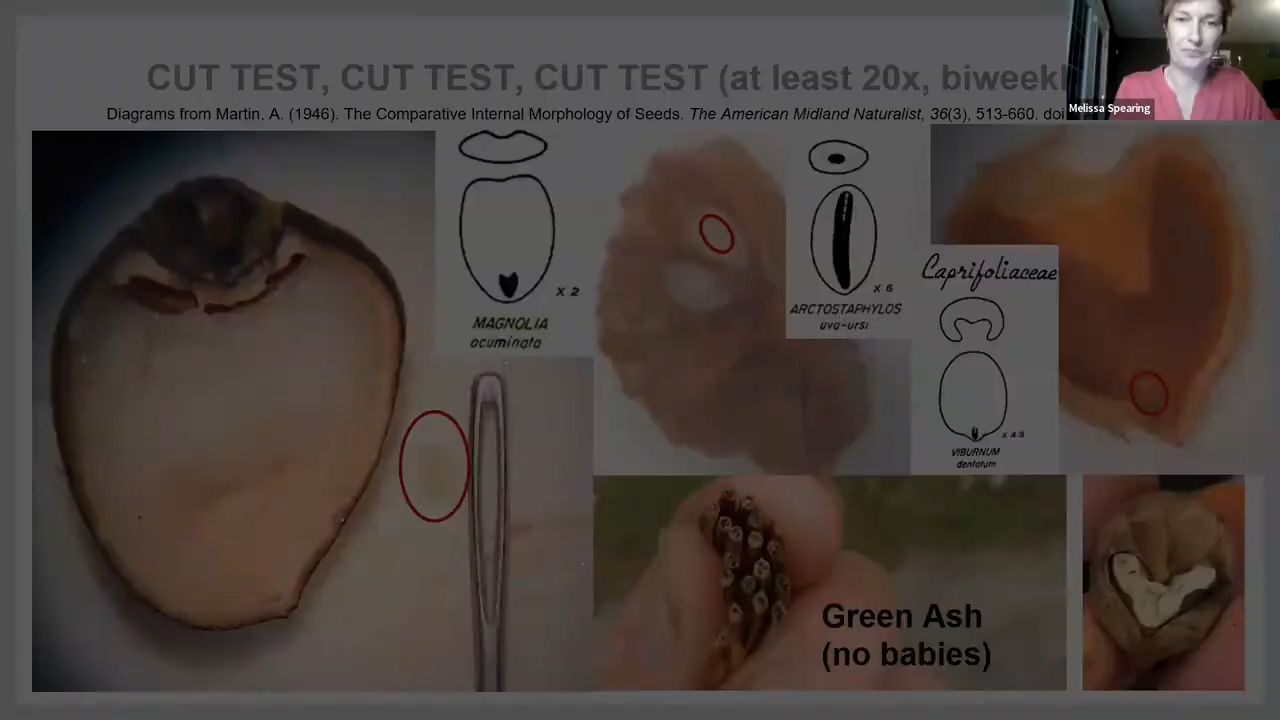 CUT TEST, CUT TEST, CUT TEST (at least 20x, biweekl
Melissa Spearing
Diagrams from Martin. A. (1946). The Comparative Internal Morphology of Seeds. The American Midland Naturalist, 36(3), 513-660. doi
X 2
MAGNOLIA
acuminata
X 6
ARCTOSTAPHYLOS
uva-ursi
Caprifoliaceae
X 4.5
VIBURNUM
dentatum
Green Ash
(no babies)